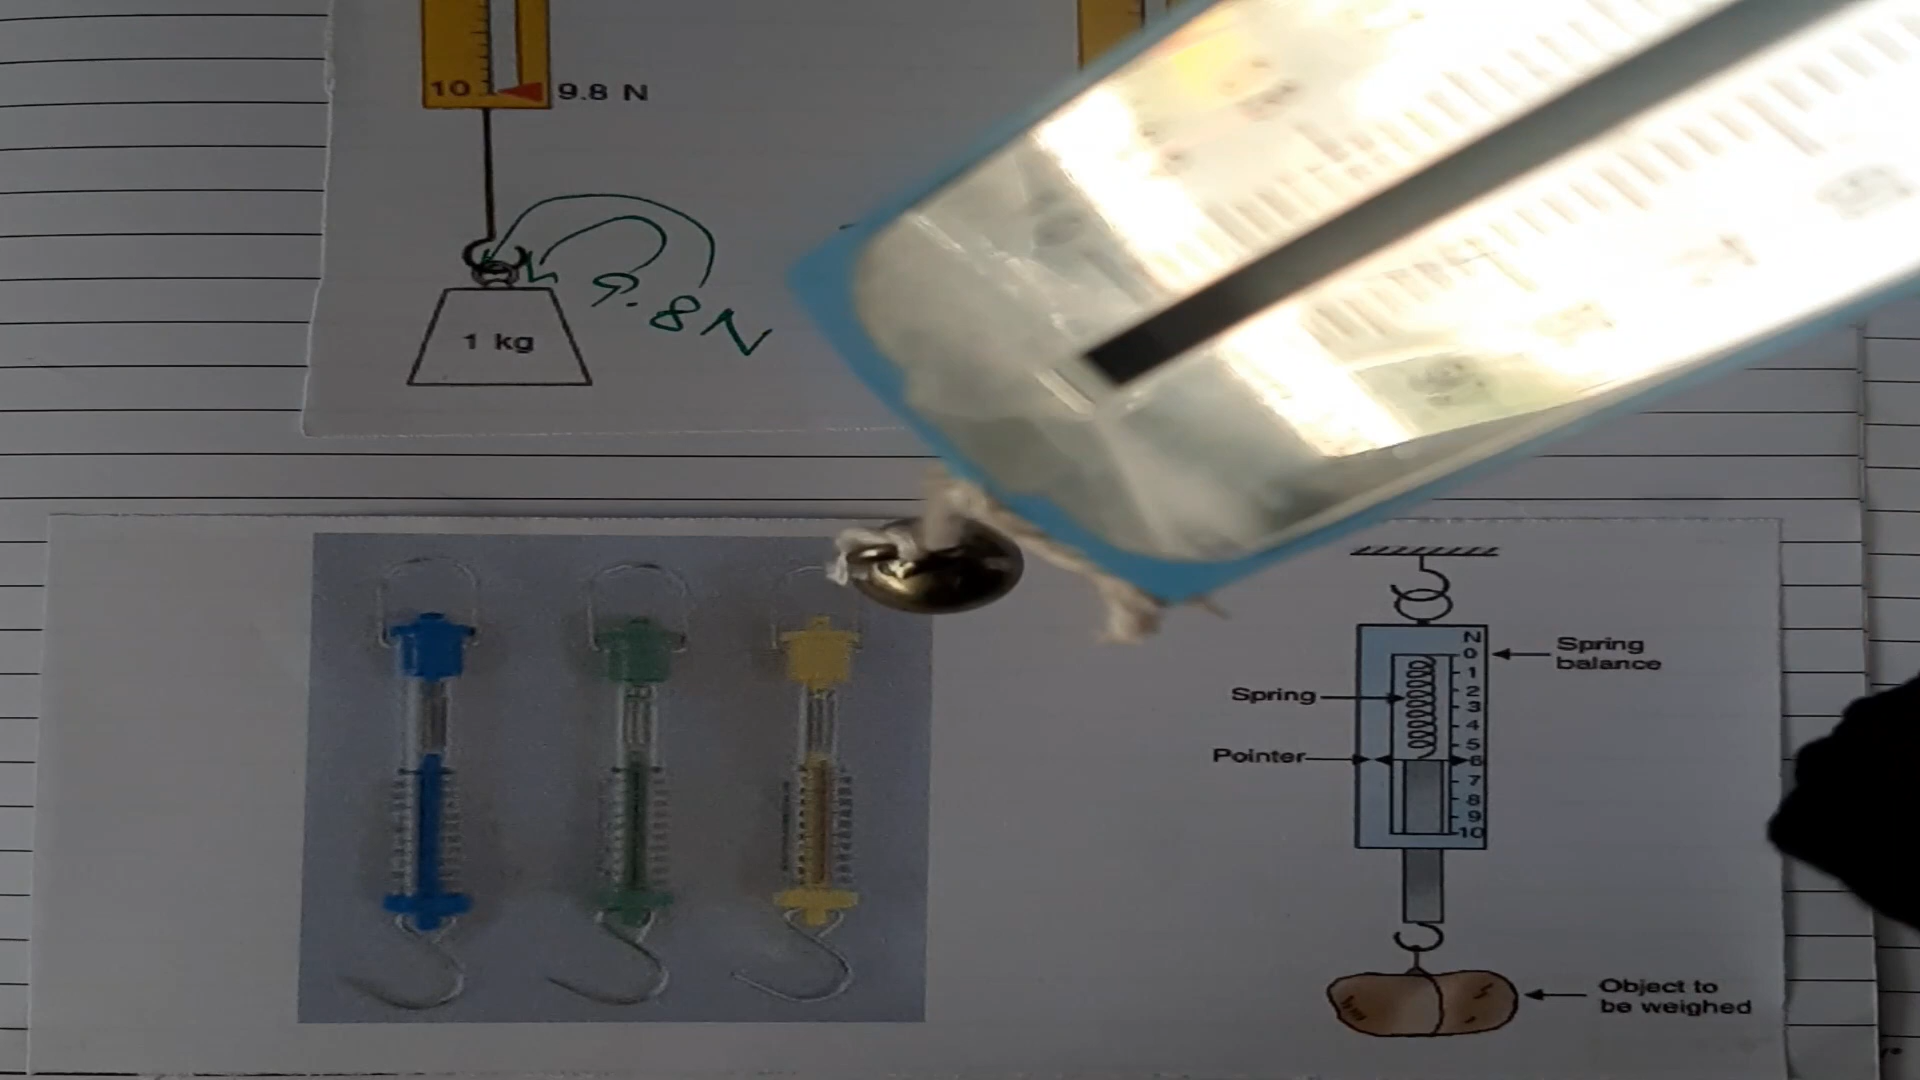 10
9.8 N
1 kg
9.8 N
N
0
1
2
3
4
5
6
7
8
9
10
Spring
balance
Spring
Pointer
Object to
be weighed